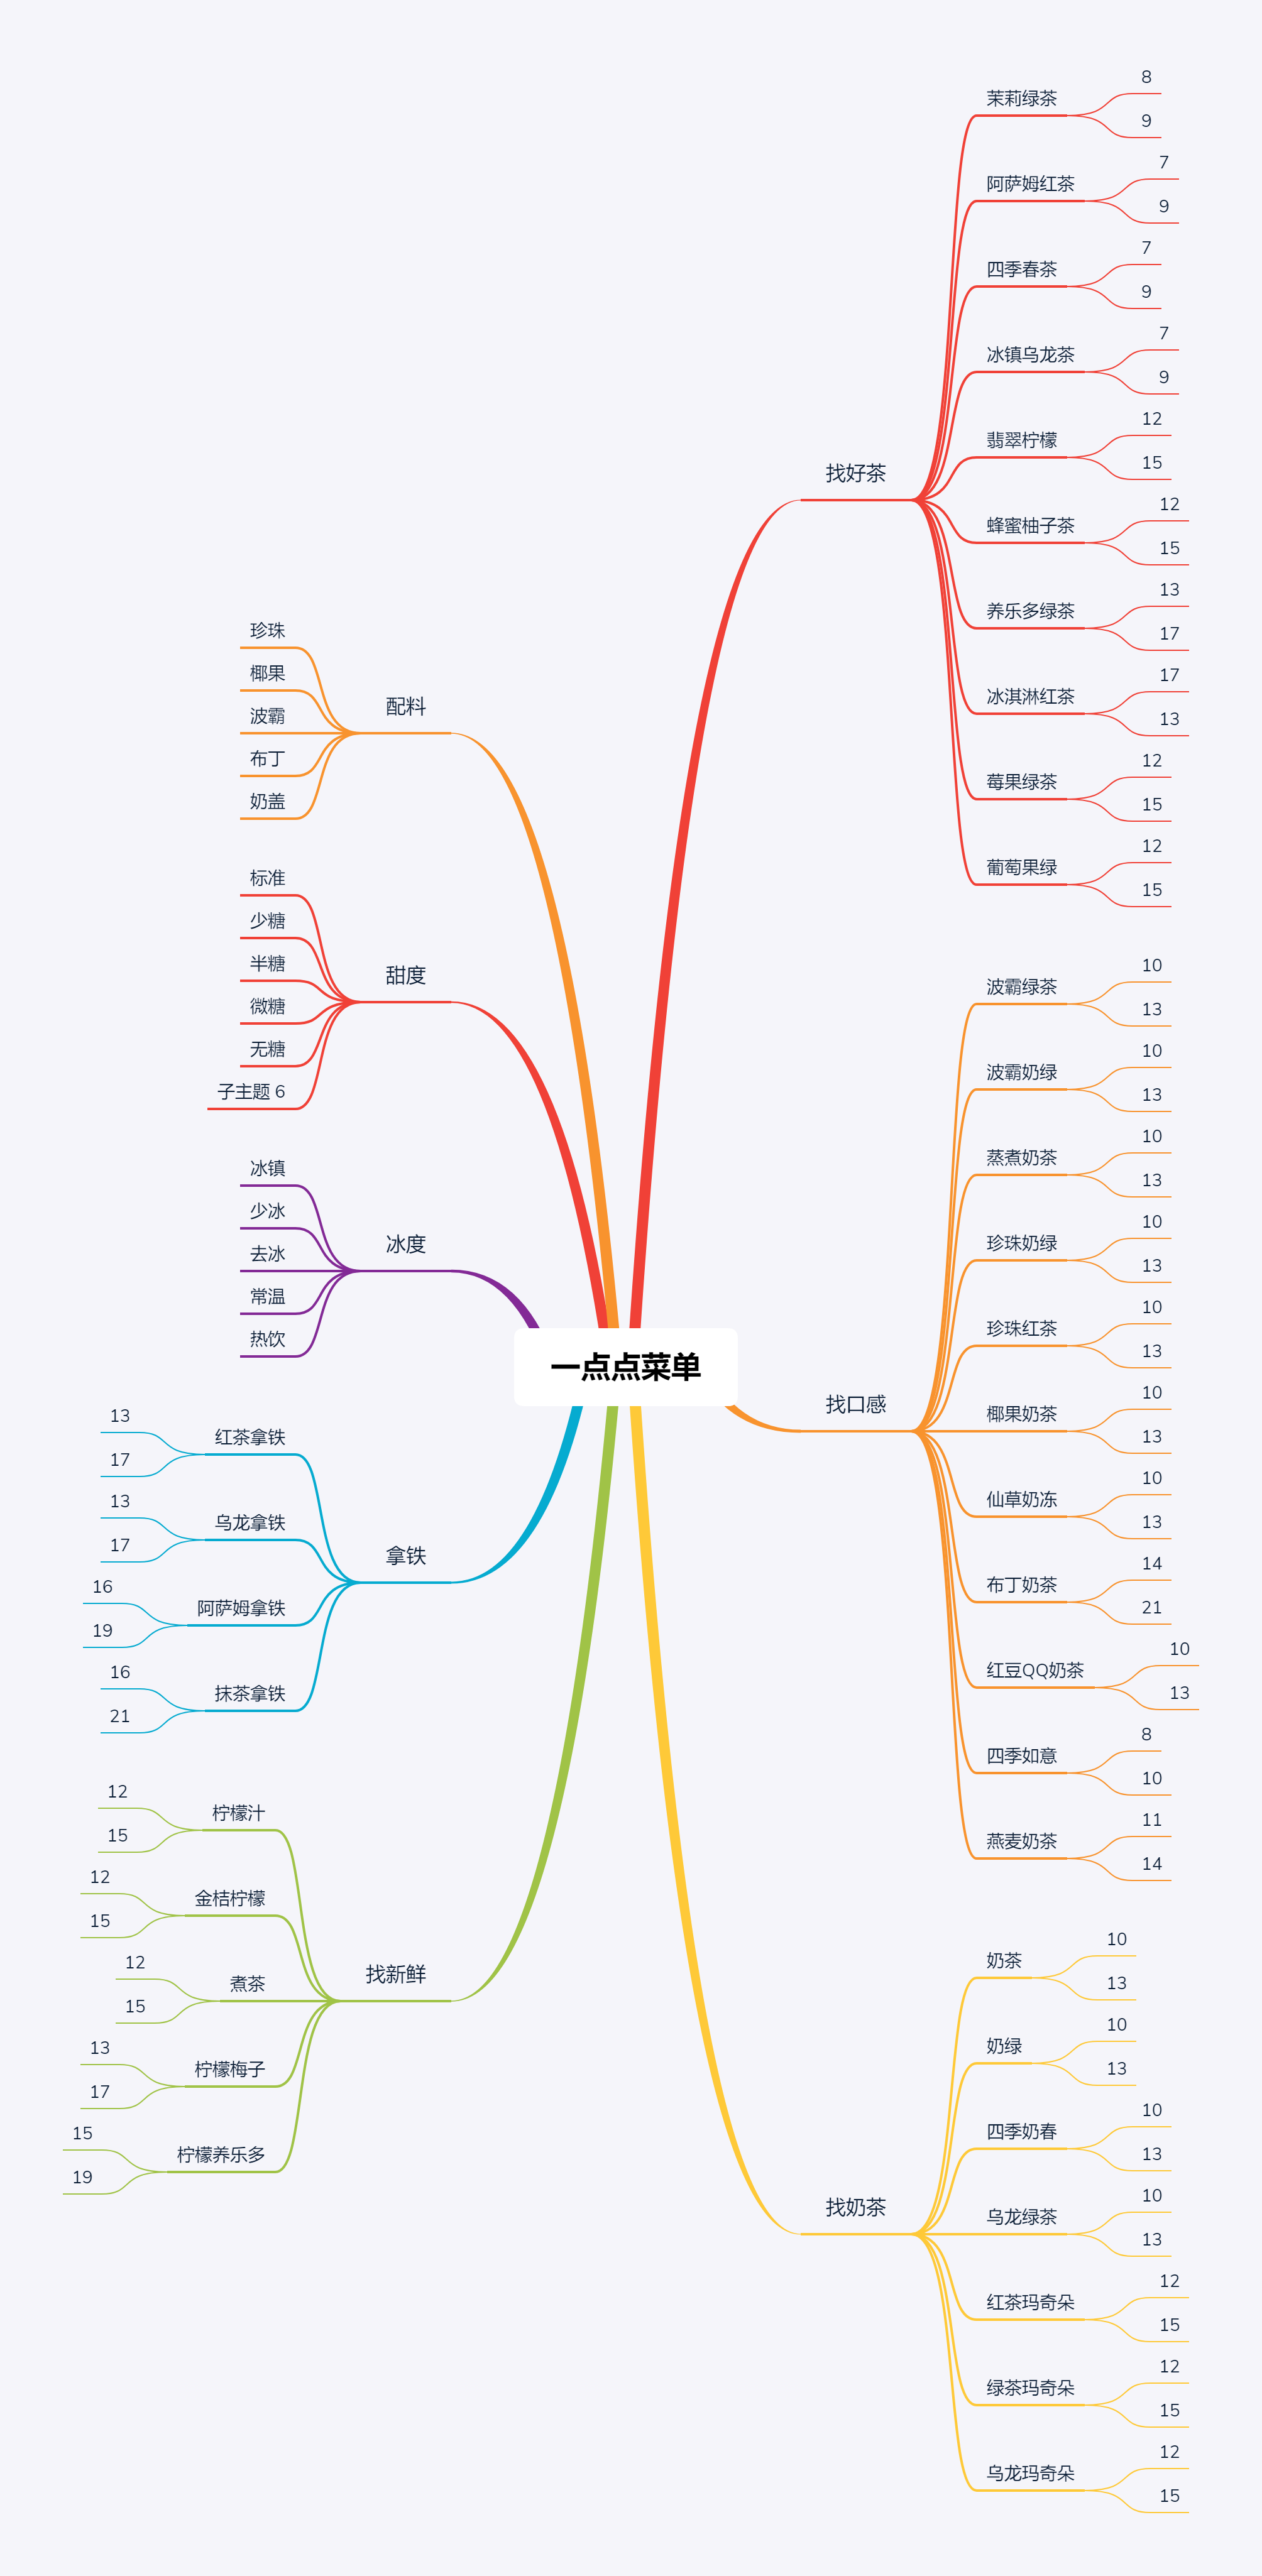 一点点菜单
找好茶
茉莉绿茶
8
9
阿萨姆红茶
7
9
四季春茶
7
9
冰镇乌龙茶
7
9
翡翠柠檬
12
15
蜂蜜柚子茶
12
15
养乐多绿茶
13
17
冰淇淋红茶
17
13
莓果绿茶
12
15
葡萄果绿
12
15
找口感
波霸绿茶
10
13
波霸奶绿
10
13
蒸煮奶茶
10
13
珍珠奶绿
10
13
珍珠红茶
10
13
椰果奶茶
10
13
仙草奶冻
10
13
布丁奶茶
14
21
红豆QQ奶茶
10
13
四季如意
8
10
燕麦奶茶
11
14
找奶茶
奶茶
10
13
奶绿
10
13
四季奶春
10
13
乌龙绿茶
10
13
红茶玛奇朵
12
15
绿茶玛奇朵
12
15
乌龙玛奇朵
12
15
配料
珍珠
椰果
波霸
布丁
奶盖
甜度
标准
少糖
半糖
微糖
无糖
子主题 6
冰度
冰镇
少冰
去冰
常温
热饮
拿铁
红茶拿铁
13
17
乌龙拿铁
13
17
阿萨姆拿铁
16
19
抹茶拿铁
16
21
找新鲜
柠檬汁
12
15
金桔柠檬
12
15
煮茶
12
15
柠檬梅子
13
17
柠檬养乐多
15
19